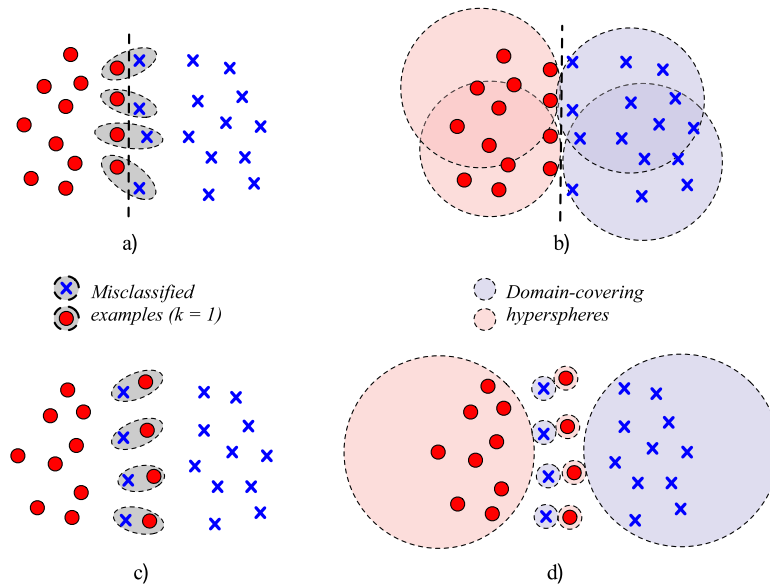 a)
b)
Misclassified
examples (k = 1)
Domain-covering
hyperspheres
c)
d)